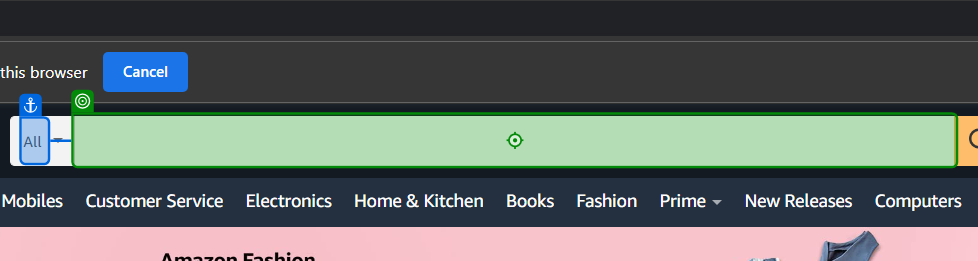 this browser
Cancel
All
Mobiles Customer Service Electronics Home & Kitchen Books Fashion Prime New Releases Computers
Amazon Fashion